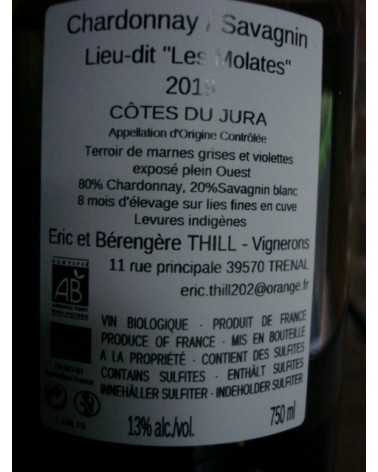 Chardonnay / Savagnin
Lieu-dit "Les Molates"
CÔTES DU JURA
Appellation d'Origine Contrôlée
Terroir de marnes grises et violettes
exposé plein Ouest
80% Chardonnay, 20%Savagnin blanc
8 mois d'élevage sur lies fines en cuve
Levures indigènes
Eric et Bérengère THILL - Vignerons
11 rue principale 39570 TRENAL
eric.thill202@orange.fr
CERTIFIÉ
AB
VIN BIOLOGIQUE - PRODUIT DE FRANCE
PRODUCE OF FRANCE - MIS EN BOUTEILLE
A LA PROPRIÉTÉ - CONTIENT DES SULFITES
CONTAINS SULFITES - ENTHÄLT SULFITE
INNEHÅLLER SULFITER - INDEHOLDER SULFITER
13% alc./vol.
750 ml